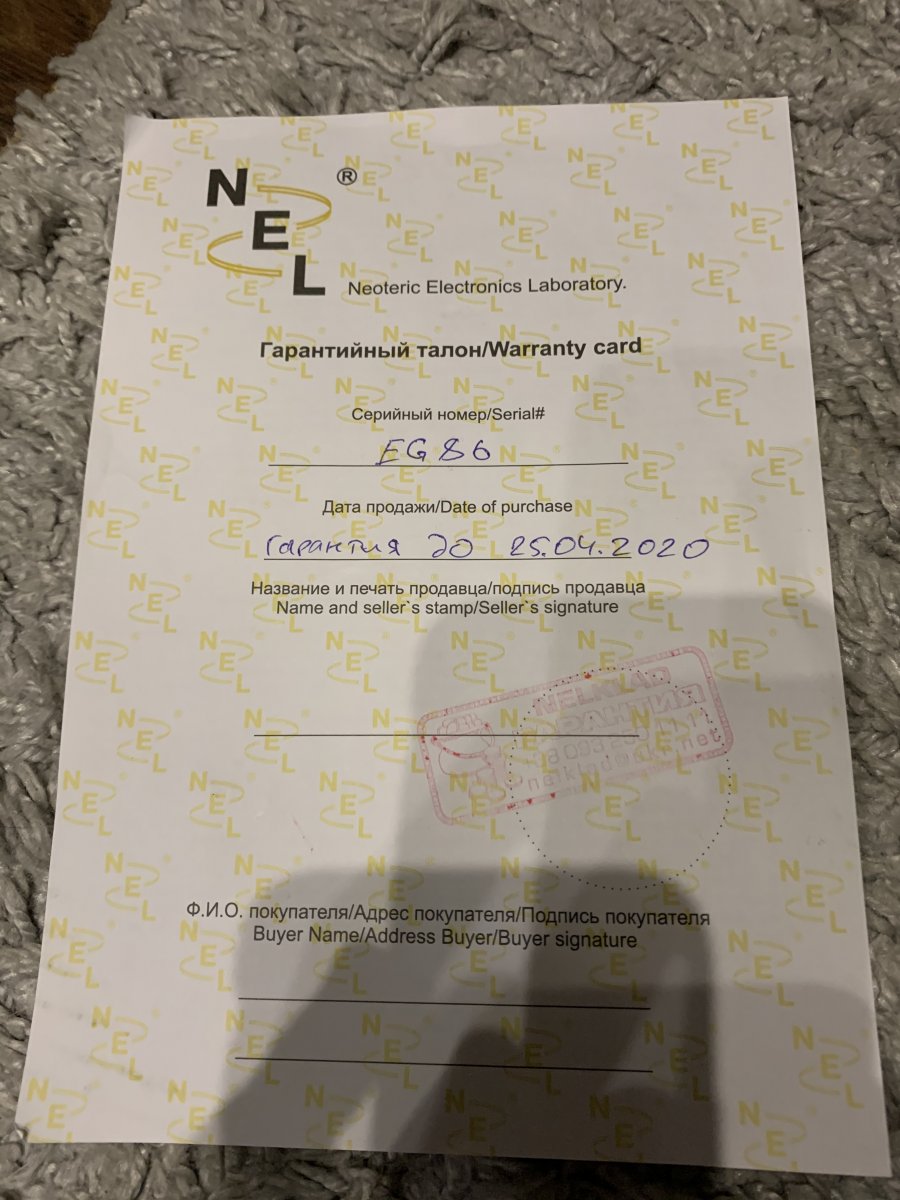 N
E
L
®
Neoteric Electronics Laboratory.
Гарантийный талон/Warranty card
Серийный номер/Serial#
EG86
Дата продажи/Date of purchase
Гарантия до 25.04.2020
Название и печать продавца/подпись продавца
Name and seller`s stamp/Seller`s signature
NELKLAD
ГАРАНТИЯ
Ф.И.О. покупателя/Адрес покупателя/Подпись покупателя
Buyer Name/Address Buyer/Buyer signature